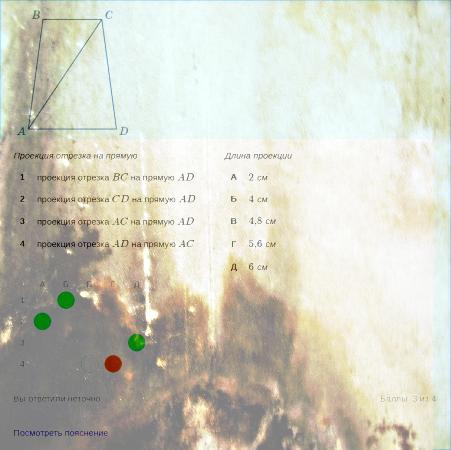 B C
A D
Проекция отрезка на прямую Длина проекции
1 проекция отрезка BC на прямую AD А 2 см
2 проекция отрезка CD на прямую AD Б 4 см
3 проекция отрезка AC на прямую AD В 4,8 см
4 проекция отрезка AD на прямую AC Г 5,6 см
Д 6 см
А Б В Г Д
1
2
3
4
Вы ответили неточно Баллы: 3 из 4
Посмотреть пояснение